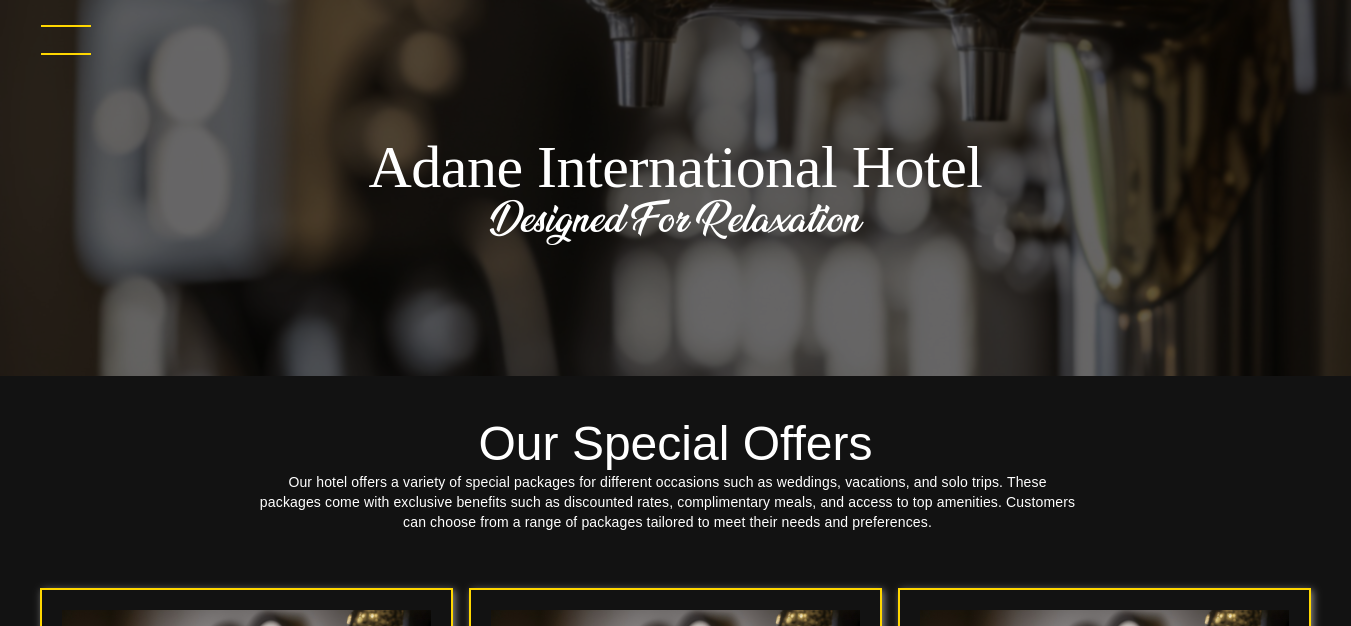 Adane International Hotel
Designed For Relaxation
Our Special Offers
Our hotel offers a variety of special packages for different occasions such as weddings, vacations, and solo trips. These
packages come with exclusive benefits such as discounted rates, complimentary meals, and access to top amenities. Customers
can choose from a range of packages tailored to meet their needs and preferences.